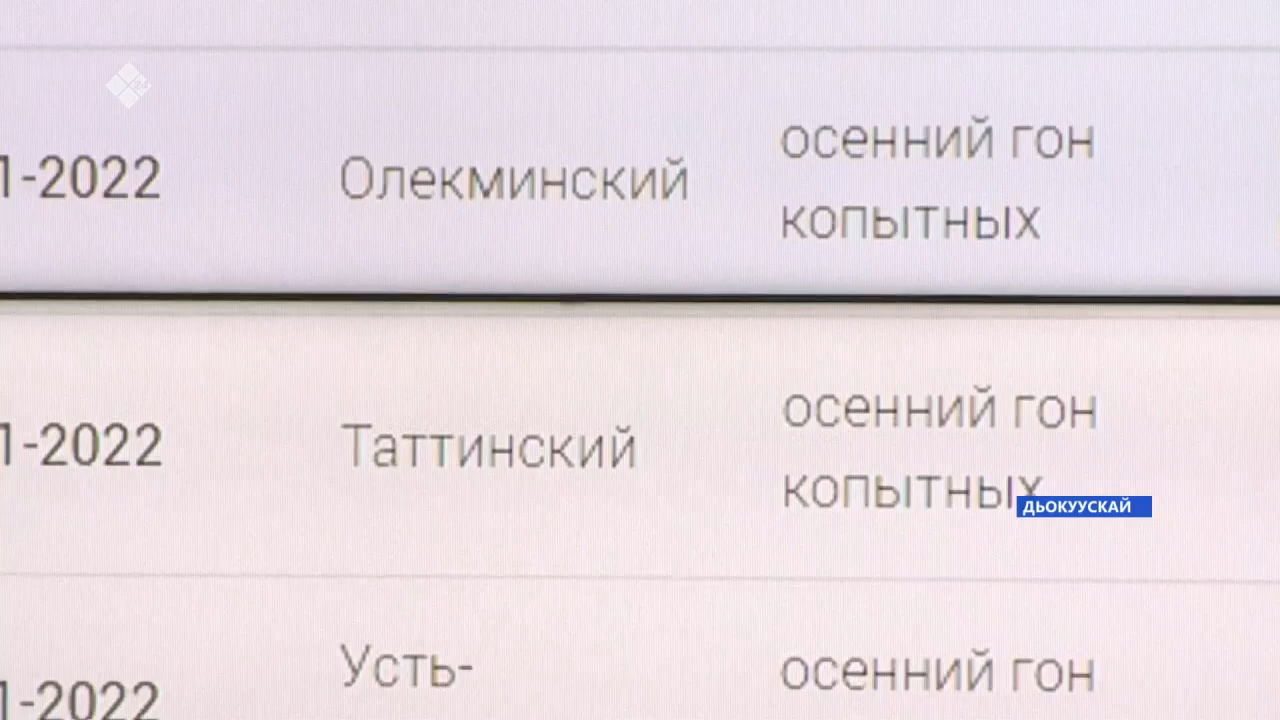 1-2022
Олекминский
осенний гон
копытных
1-2022
Таттинский
осенний гон
копытных
ДЬОКУУСКАЙ
1-2022
Усть-
осенний гон